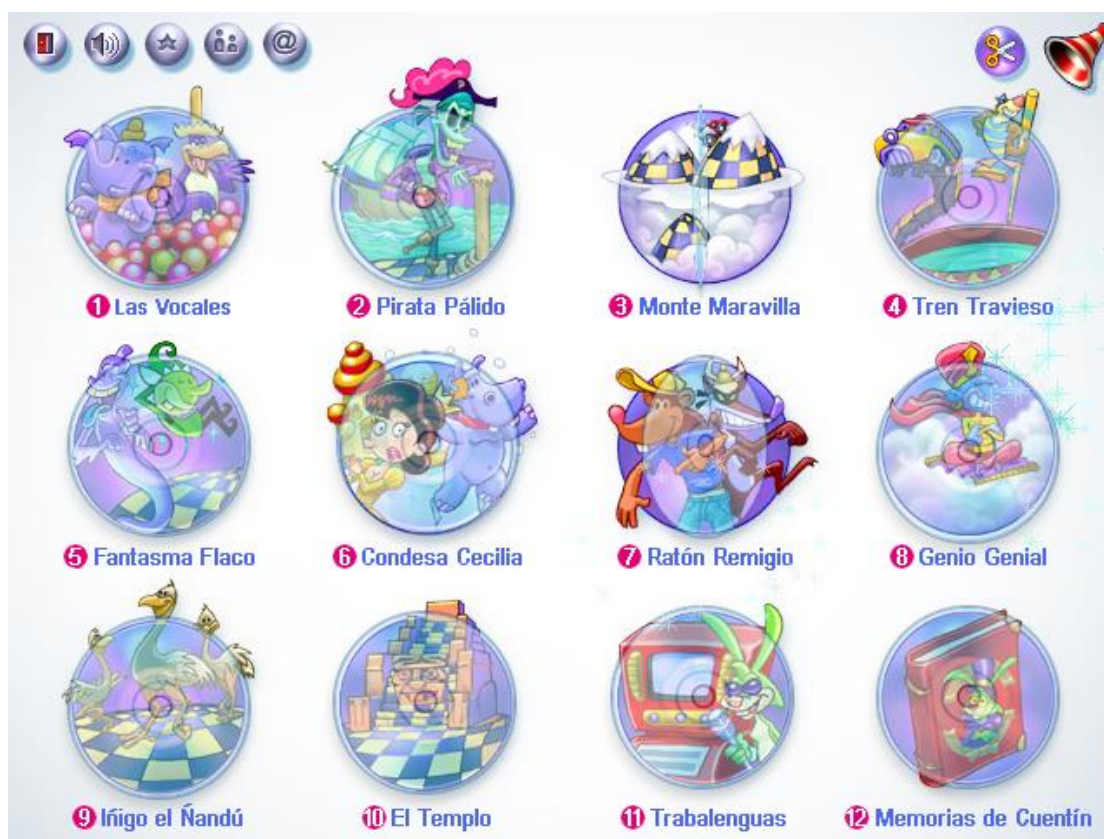 @
1 Las Vocales
2 Pirata Pálido
3 Monte Maravilla
4 Tren Travieso
5 Fantasma Flaco
6 Condesa Cecilia
7 Ratón Remigio
8 Genio Genial
9 Iñigo el Ñandú
10 El Templo
11 Trabalenguas
12 Memorias de Cuentín